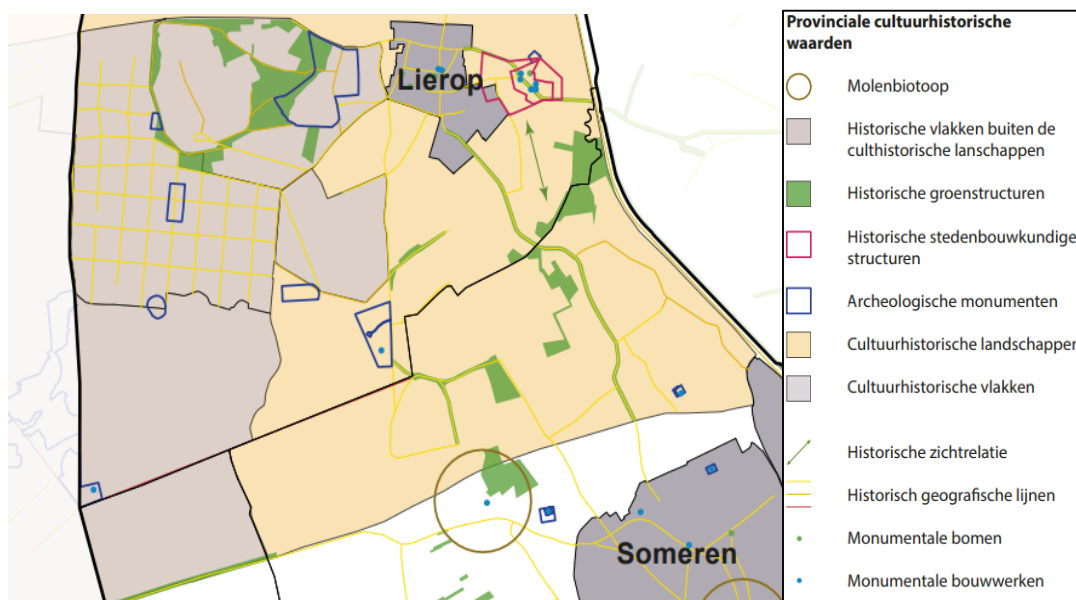 Lierop
Someren
Provinciale cultuurhistorische
waarden
Molenbiotoop
Historische vlakken buiten de
culthistorische lanschappen
Historische groenstructuren
Historische stedenbouwkundige
structuren
Archeologische monumenten
Cultuurhistorische landschappen
Cultuurhistorische vlakken
Historische zichtrelatie
Historisch geografische lijnen
Monumentale bomen
Monumentale bouwwerken